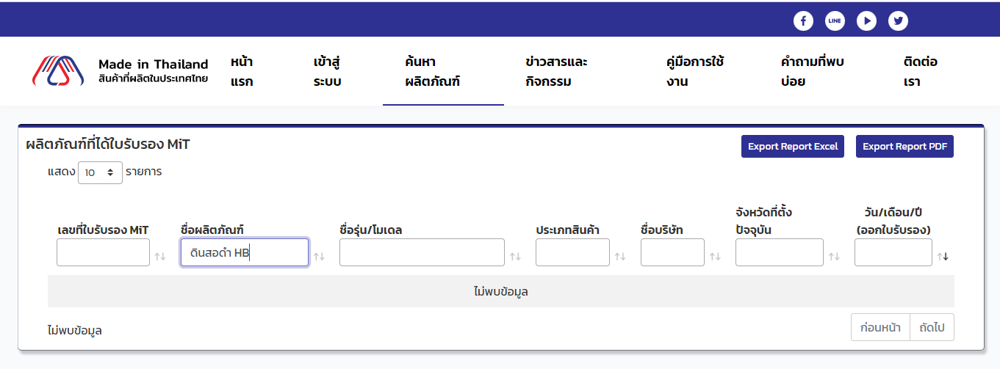 LINE
Made in Thailand
สินค้าที่ผลิตในประเทศไทย
หน้า
แรก
เข้าสู่
ระบบ
ค้นหา
ผลิตภัณฑ์
ข่าวสารและ
กิจกรรม
คู่มือการใช้
งาน
คำถามที่พบ
บ่อย
ติดต่อ
เรา
ผลิตภัณฑ์ที่ได้ใบรับรอง MiT
Export Report Excel
Export Report PDF
แสดง 10 รายการ
เลขที่ใบรับรอง MiT
ชื่อผลิตภัณฑ์
ชื่อรุ่น/โมเดล
ประเภทสินค้า
ชื่อบริษัท
จังหวัดที่ตั้ง
ปัจจุบัน
วัน/เดือน/ปี
(ออกใบรับรอง)
ดินสอดำ HB
ไม่พบข้อมูล
ไม่พบข้อมูล
ก่อนหน้า
ถัดไป